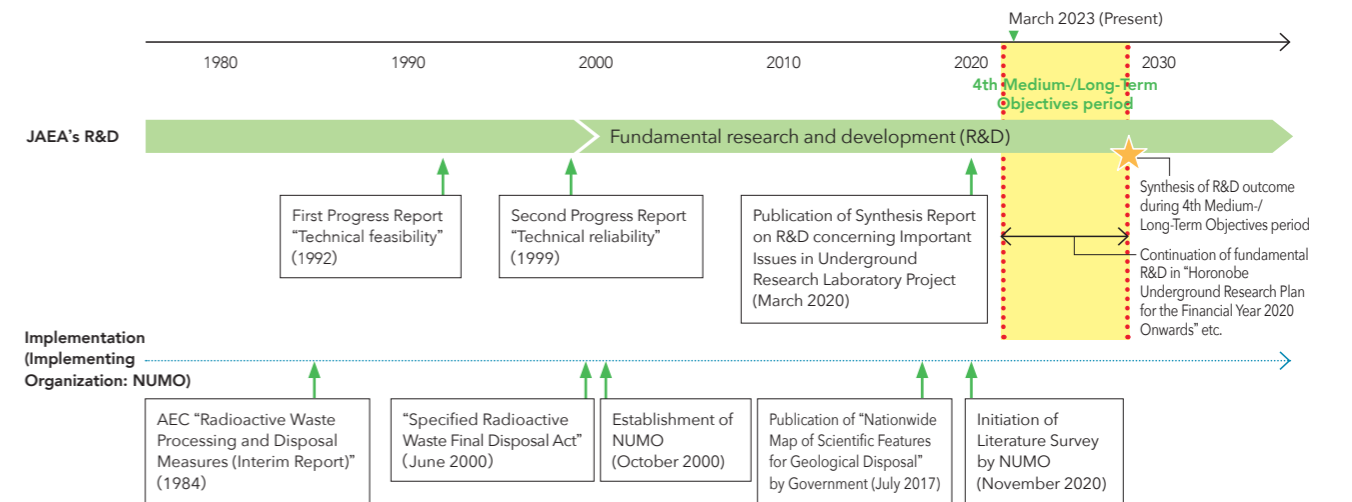 March 2023 (Present)
1980
1990
2000
2010
2020
2030
4th Medium-/Long-Term
Objectives period
JAEA's R&D
Fundamental research and development (R&D)
First Progress Report
“Technical feasibility”
(1992)
Second Progress Report
“Technical reliability”
(1999)
Publication of Synthesis Report
on R&D concerning Important
Issues in Underground
Research Laboratory Project
(March 2020)
Synthesis of R&D outcome
during 4th Medium-/
Long-Term Objectives period
Continuation of fundamental
R&D in “Horonobe
Underground Research Plan
for the Financial Year 2020
Onwards” etc.
Implementation
(Implementing
Organization: NUMO)
AEC “Radioactive Waste
Processing and Disposal
Measures (Interim Report)”
(1984)
“Specified Radioactive
Waste Final Disposal Act”
(June 2000)
Establishment of
NUMO
(October 2000)
Publication of “Nationwide
Map of Scientific Features
for Geological Disposal”
by Government (July 2017)
Initiation of
Literature Survey
by NUMO
(November 2020)